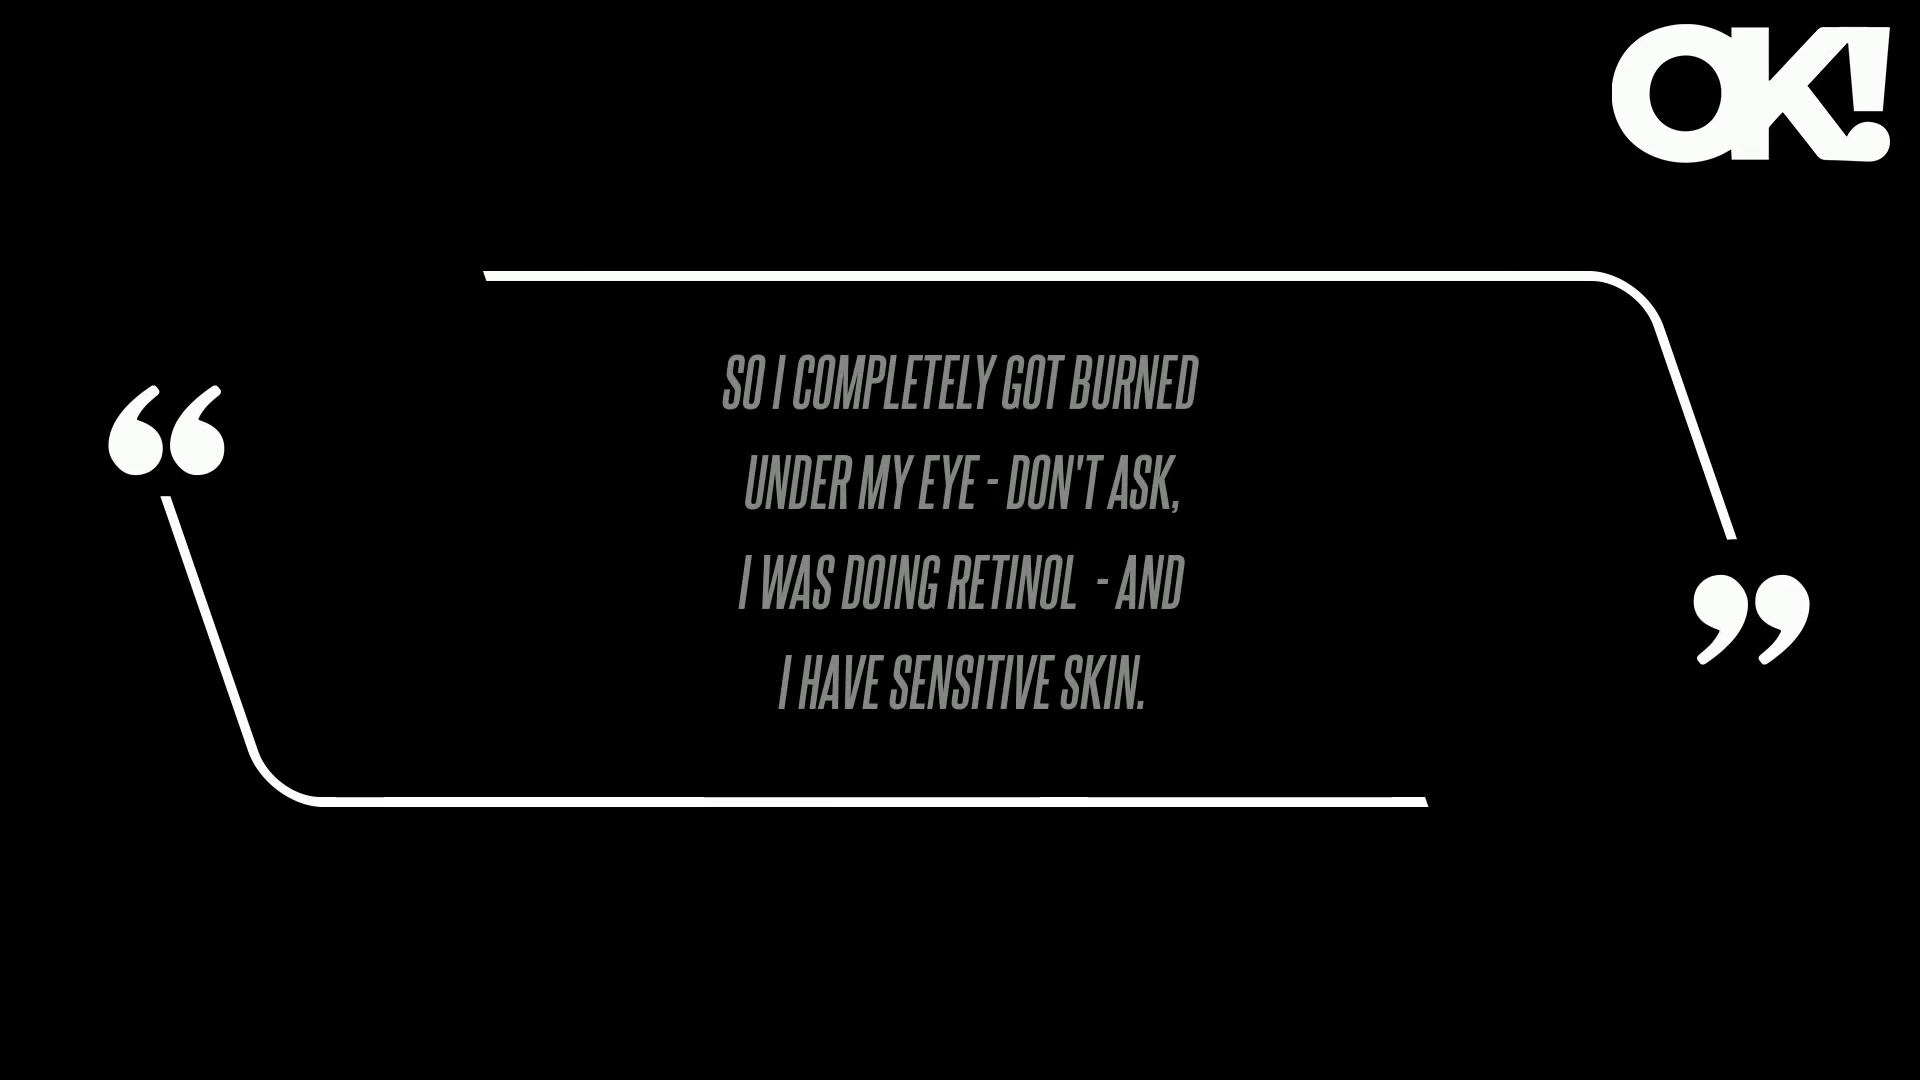 OK!
“
SO I COMPLETELY GOT BURNED
UNDER MY EYE - DON'T ASK,
I WAS DOING RETINOL - AND
I HAVE SENSITIVE SKIN.
”